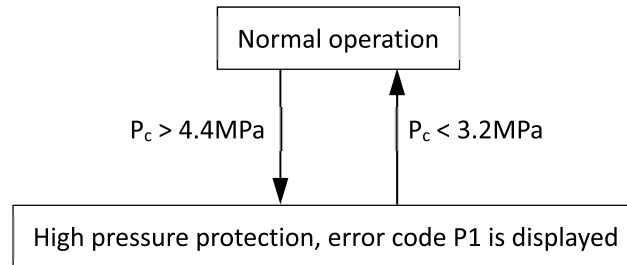 Normal operation
Pc > 4.4MPa
Pc < 3.2MPa
High pressure protection, error code P1 is displayed